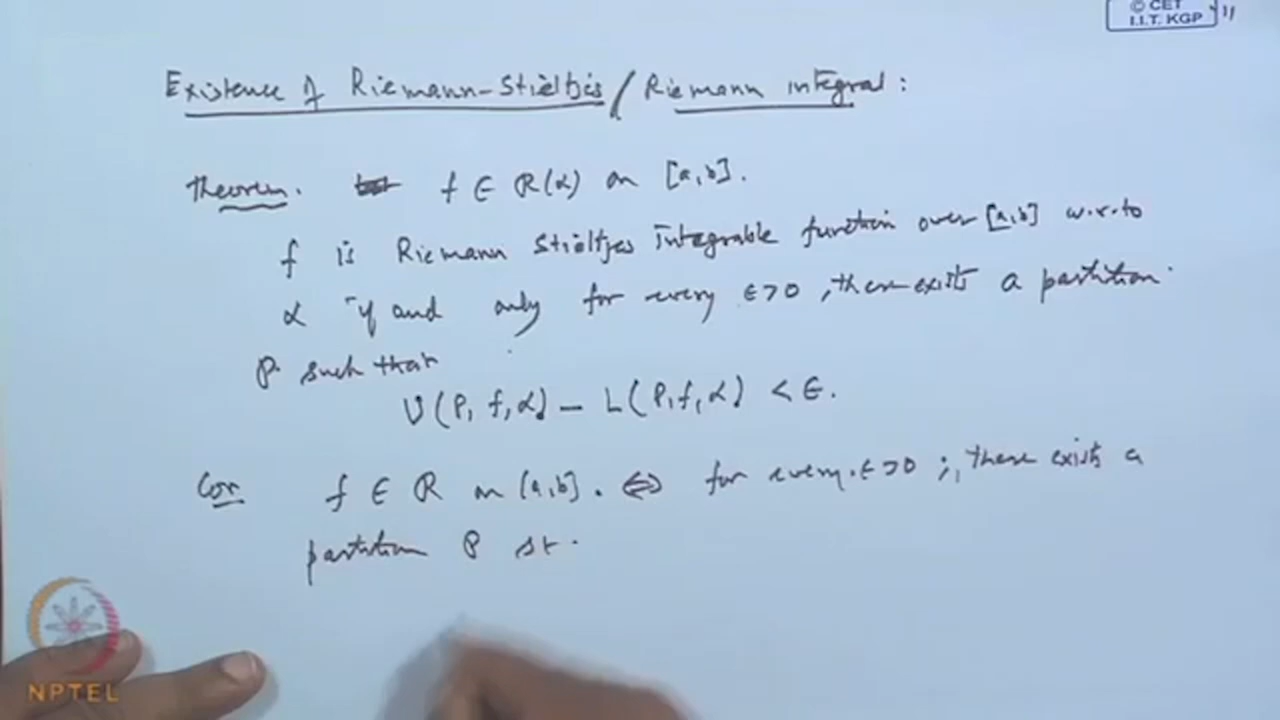 © CET
I.I.T. KGP
Existence of Riemann-Stieltjes / Riemann integral :
Theorem. f ∈ R(α) on [a,b].
f is Riemann Stieltjes Integrable function over [a,b] w.r.to
α if and only for every ε>0, there exists a partition
P such that
U(P, f, α) – L(P, f, α) < ε.
Cor f ∈ R on [a,b]. ⇔ for every ε>0 ; there exists a
partition P st.
NPTEL